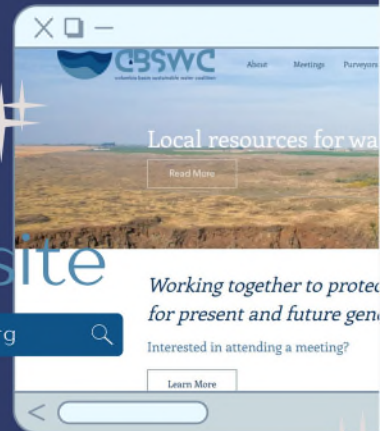 CBSWC
columbia basin sustainable water coalition
About Meetings Purveyors
Local resources for wa
Read More
site
rg
Working together to protec
for present and future gene
Interested in attending a meeting?
Learn More